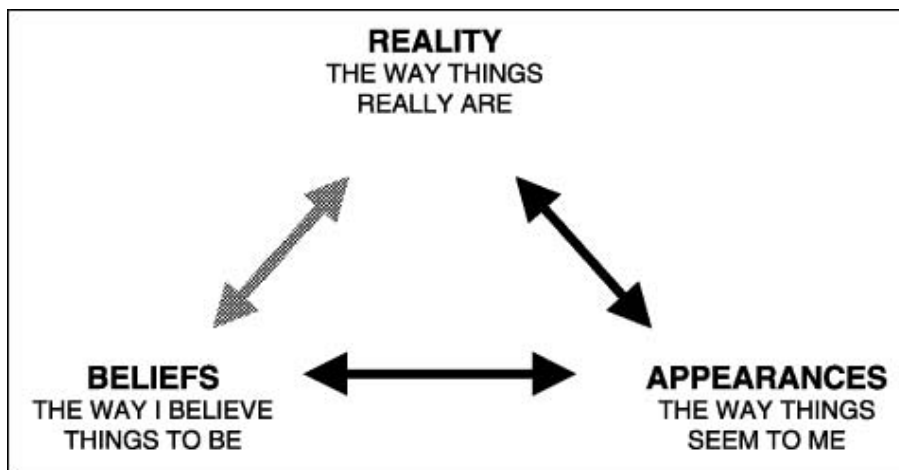 REALITY
THE WAY THINGS
REALLY ARE
BELIEFS
THE WAY I BELIEVE
THINGS TO BE
APPEARANCES
THE WAY THINGS
SEEM TO ME